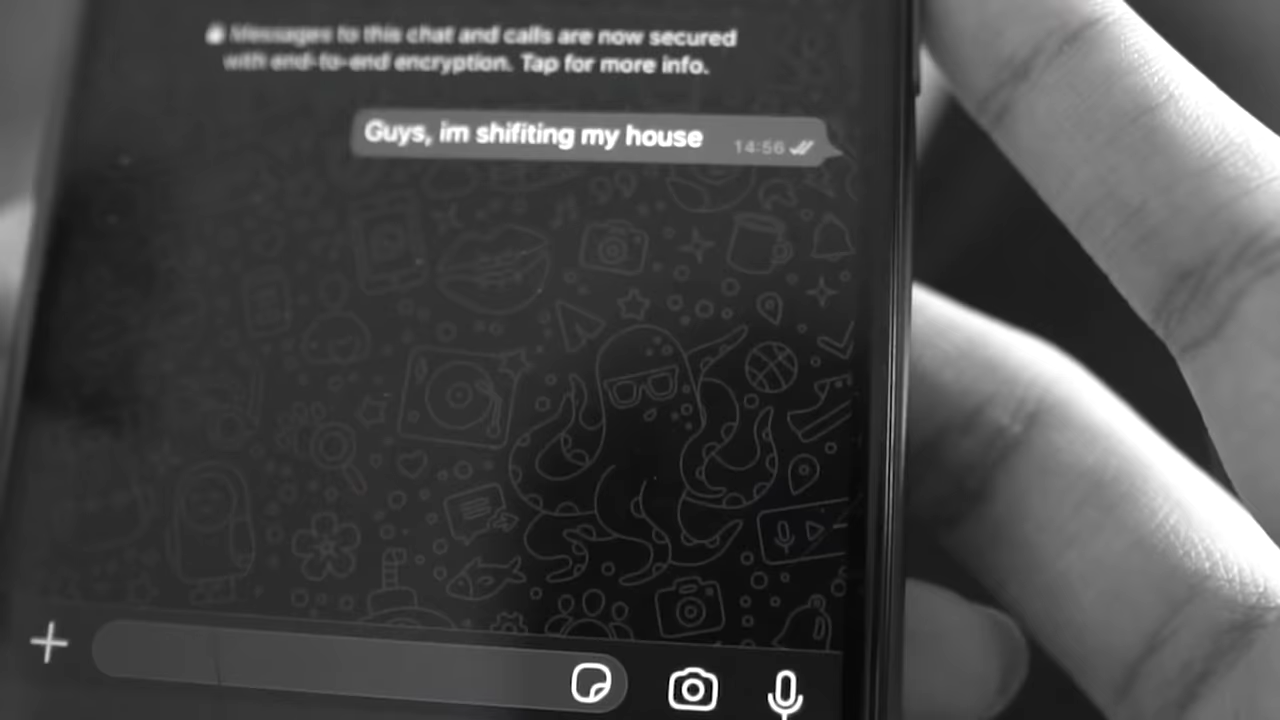 Messages to this chat and calls are now secured
with end-to-end encryption. Tap for more info.
Guys, im shifiting my house
14:56